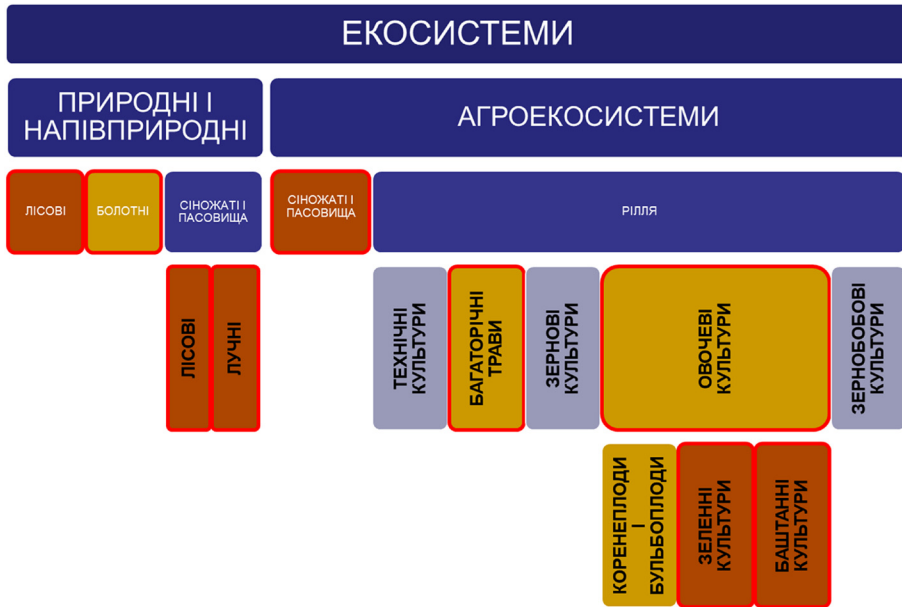 ЕКОСИСТЕМИ
ПРИРОДНІ І
НАПІВПРИРОДНІ
АГРОЕКОСИСТЕМИ
ЛІСОВІ
БОЛОТНІ
СІНОЖАТІ І
ПАСОВИЩА
СІНОЖАТІ І
ПАСОВИЩА
РІЛЛЯ
ЛІСОВІ
ЛУЧНІ
ТЕХНІЧНІ
КУЛЬТУРИ
БАГАТОРІЧНІ
ТРАВИ
ЗЕРНОВІ
КУЛЬТУРИ
ОВОЧЕВІ
КУЛЬТУРИ
ЗЕРНОБОБОВІ
КУЛЬТУРИ
КОРЕНЕПЛОДИ
І
БУЛЬБОПЛОДИ
ЗЕЛЕННІ
КУЛЬТУРИ
БАШТАННІ
КУЛЬТУРИ